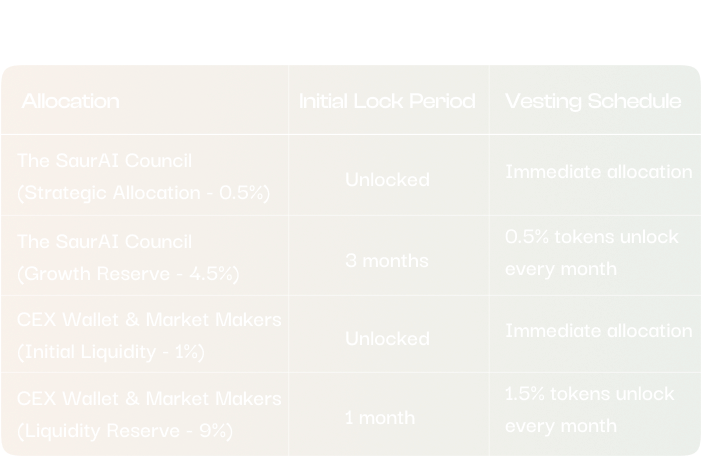 Allocation
Initial Lock Period
Vesting Schedule
The SaurAI Council
(Strategic Allocation - 0.5%)
Unlocked
Immediate allocation
The SaurAI Council
(Growth Reserve - 4.5%)
3 months
0.5% tokens unlock
every month
CEX Wallet & Market Makers
(Initial Liquidity - 1%)
Unlocked
Immediate allocation
CEX Wallet & Market Makers
(Liquidity Reserve - 9%)
1 month
1.5% tokens unlock
every month